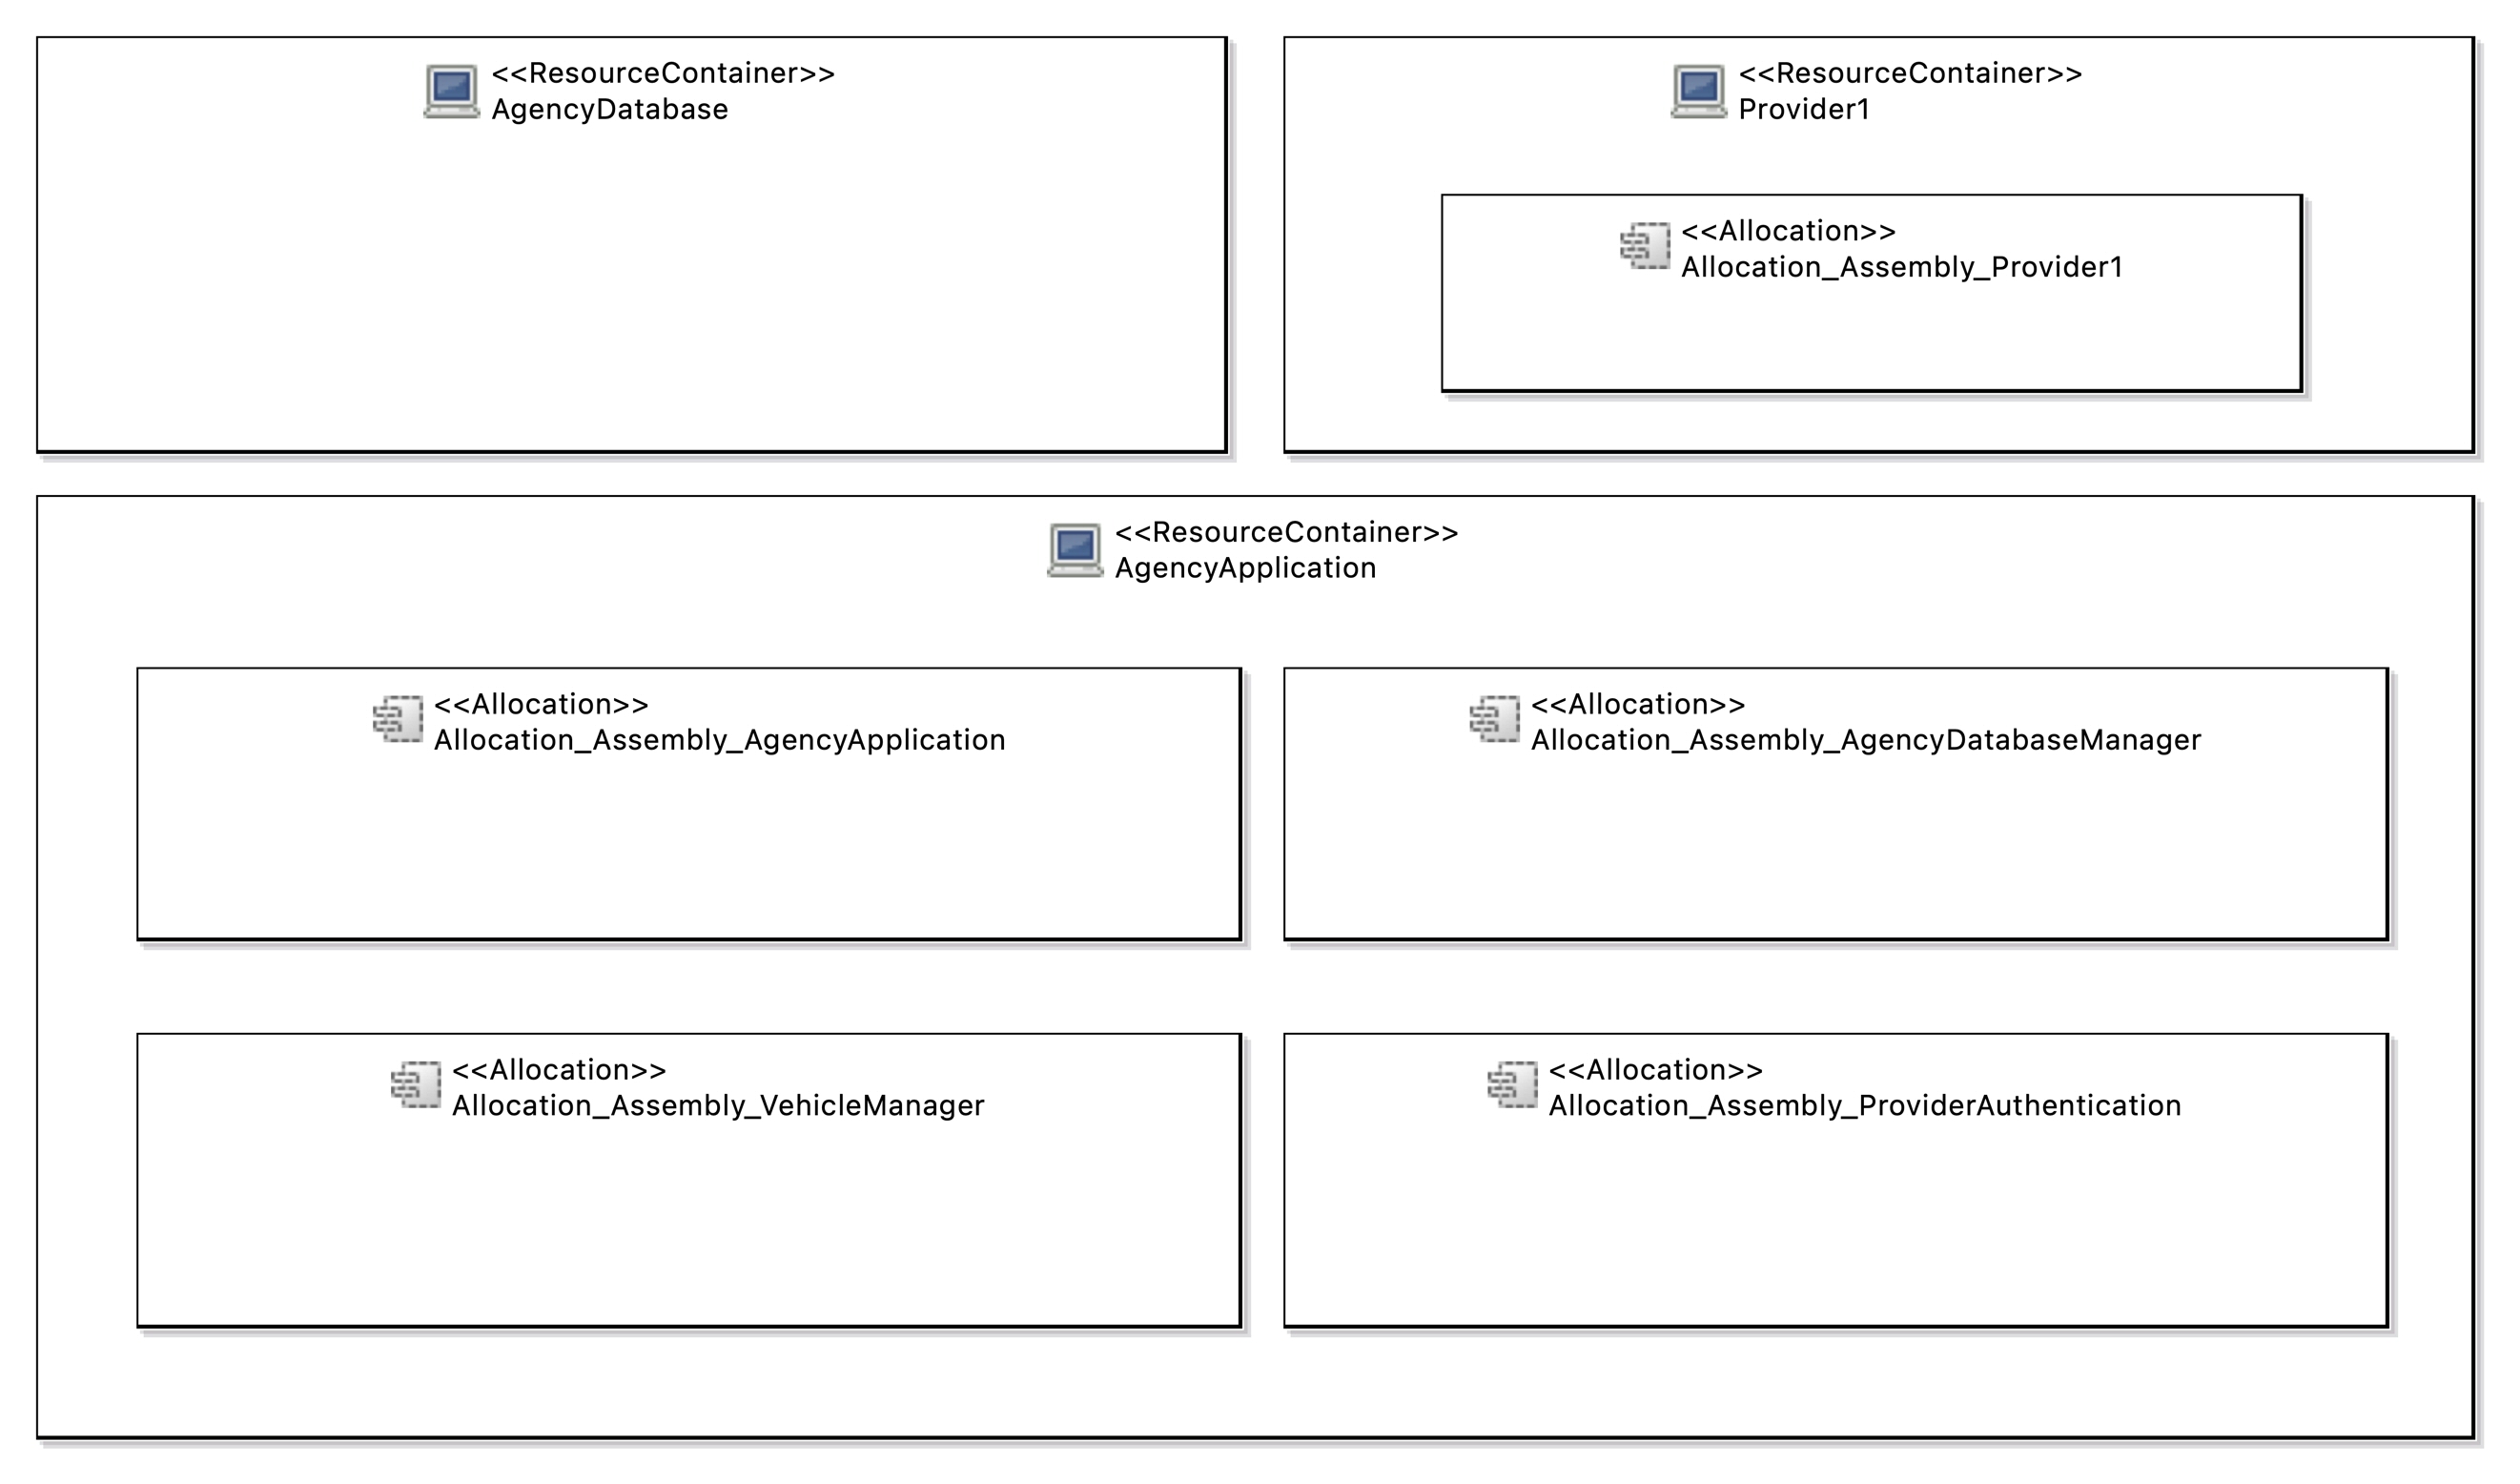 <<ResourceContainer>>
AgencyDatabase
<<ResourceContainer>>
Provider1
<<Allocation>>
Allocation_Assembly_Provider1
<<ResourceContainer>>
AgencyApplication
<<Allocation>>
Allocation_Assembly_AgencyApplication
<<Allocation>>
Allocation_Assembly_AgencyDatabaseManager
<<Allocation>>
Allocation_Assembly_VehicleManager
<<Allocation>>
Allocation_Assembly_ProviderAuthentication